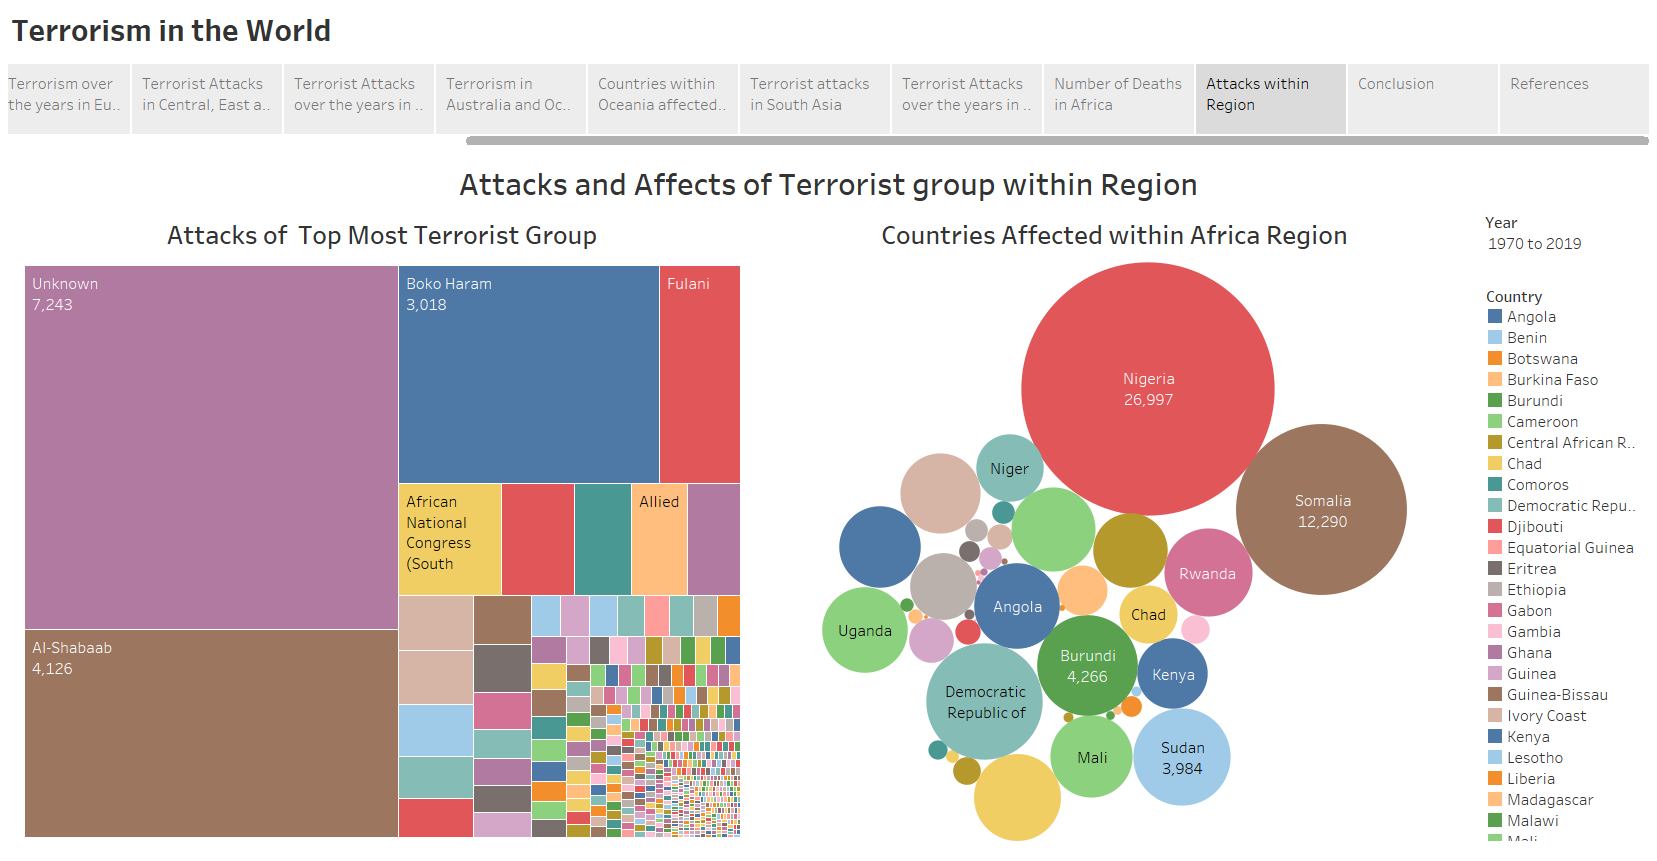 Terrorism in the World
Terrorism over
the years in Eu..
Terrorist Attacks
in Central, East a..
Terrorist Attacks
over the years in ..
Terrorism in
Australia and Oc..
Countries within
Oceania affected..
Terrorist attacks
in South Asia
Terrorist Attacks
over the years in ..
Number of Deaths
in Africa
Attacks within
Region
Conclusion
References
Attacks and Affects of Terrorist group within Region
Attacks of  Top Most Terrorist Group
Unknown
7,243
Boko Haram
3,018
Fulani
African
National
Congress
(South
Allied
Al-Shabaab
4,126
Countries Affected within Africa Region
Nigeria
26,997
Niger
Somalia
12,290
Rwanda
Angola
Chad
Uganda
Burundi
4,266
Kenya
Democratic
Republic of
Mali
Sudan
3,984
Year
1970 to 2019
Country
Angola
Benin
Botswana
Burkina Faso
Burundi
Cameroon
Central African R..
Chad
Comoros
Democratic Repu..
Djibouti
Equatorial Guinea
Eritrea
Ethiopia
Gabon
Gambia
Ghana
Guinea
Guinea-Bissau
Ivory Coast
Kenya
Lesotho
Liberia
Madagascar
Malawi
Mali